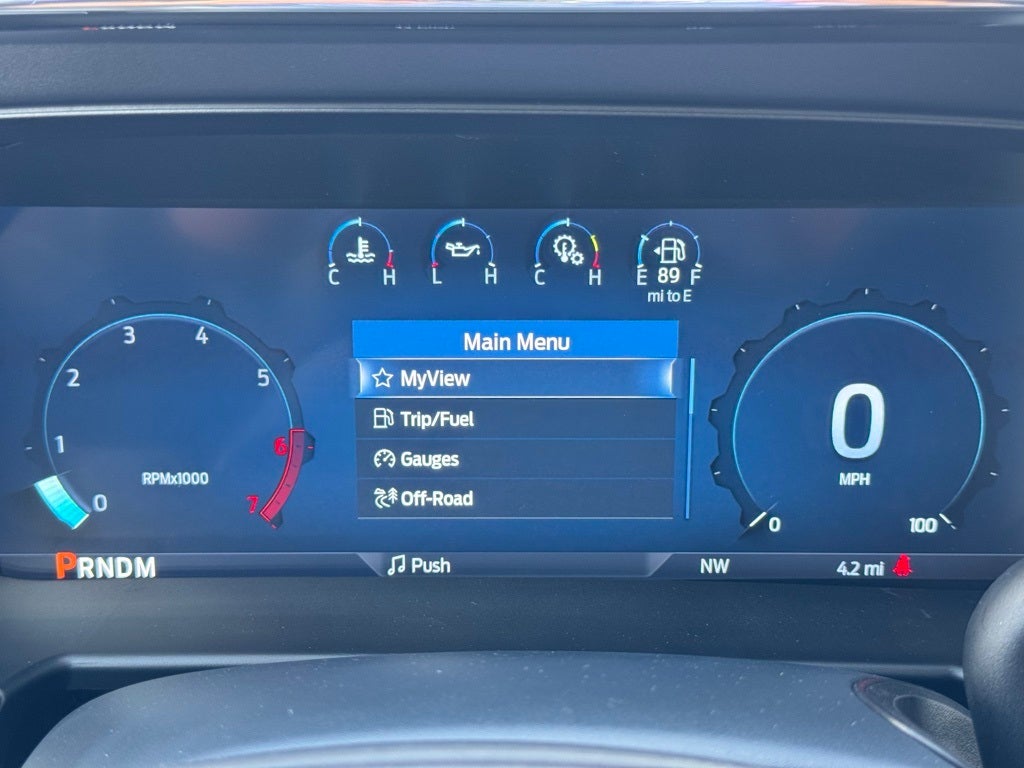 C H
L H
C H
E 89 F
mi to E
Main Menu
MyView
Trip/Fuel
Gauges
Off-Road
0
1
2
3
4
5
6
7
RPMx1000
0
MPH
0
100
PRNDM
Push
NW
4.2 mi